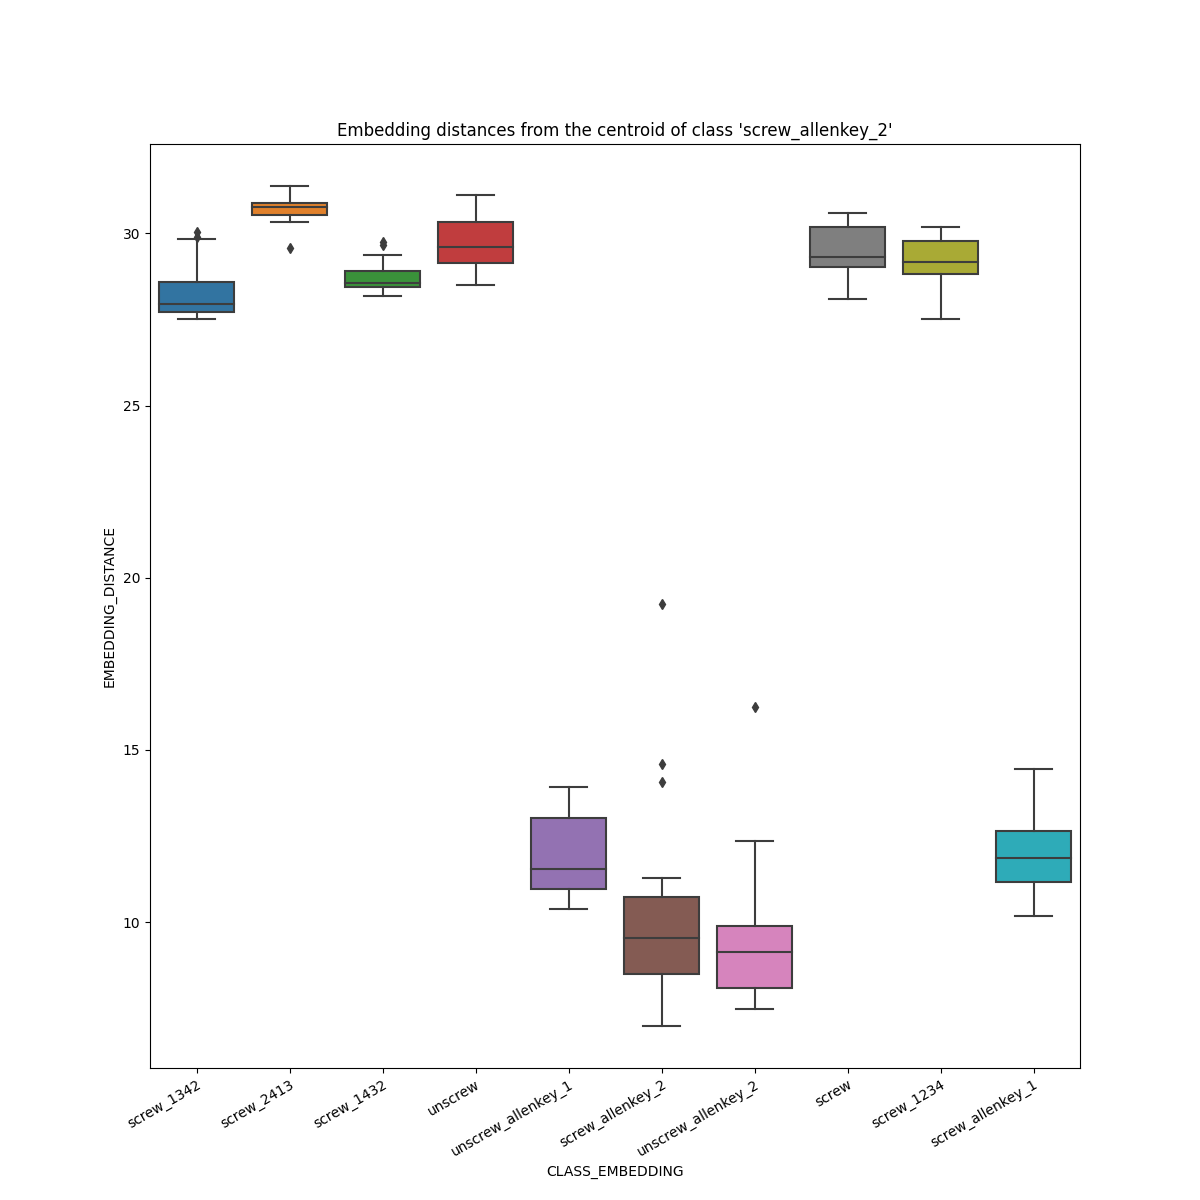 Embedding distances from the centroid of class 'screw_allenkey_2'
30
25
20
15
10
EMBEDDING_DISTANCE
screw_1342
screw_2413
screw_1432
unscrew
unscrew_allenkey_1
screw_allenkey_2
unscrew_allenkey_2
screw
screw_1234
screw_allenkey_1
CLASS_EMBEDDING